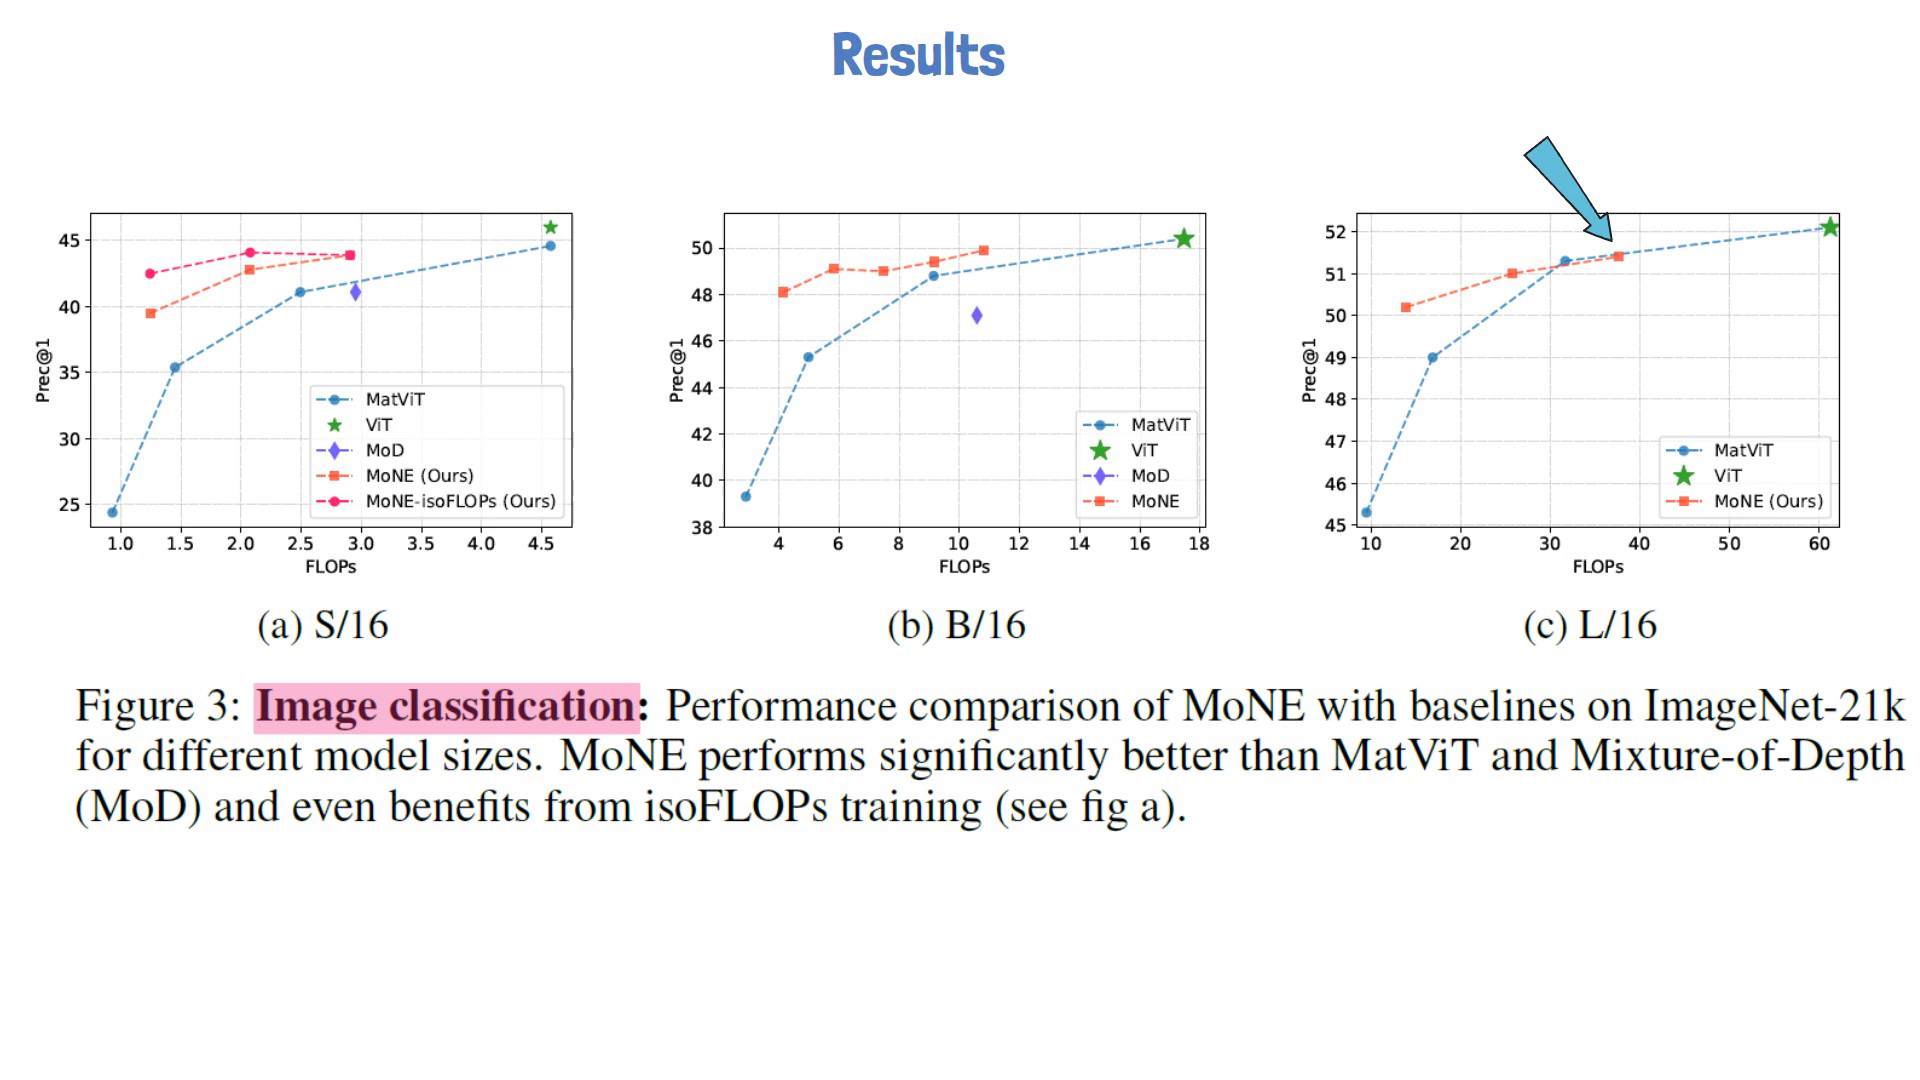 Results
45
40
35
30
25
Prec@1
1.0 1.5 2.0 2.5 3.0 3.5 4.0 4.5
FLOPs
MatViT
ViT
MoD
MoNE (Ours)
MoNE-isoFLOPs (Ours)
(a) S/16
50
48
46
44
42
40
38
Prec@1
4 6 8 10 12 14 16 18
FLOPs
MatViT
ViT
MoD
MoNE
(b) B/16
52
51
50
49
48
47
46
45
Prec@1
10 20 30 40 50 60
FLOPs
MatViT
ViT
MoNE (Ours)
(c) L/16
Figure 3: Image classification: Performance comparison of MoNE with baselines on ImageNet-21k
for different model sizes. MoNE performs significantly better than MatViT and Mixture-of-Depth
(MoD) and even benefits from isoFLOPs training (see fig a).